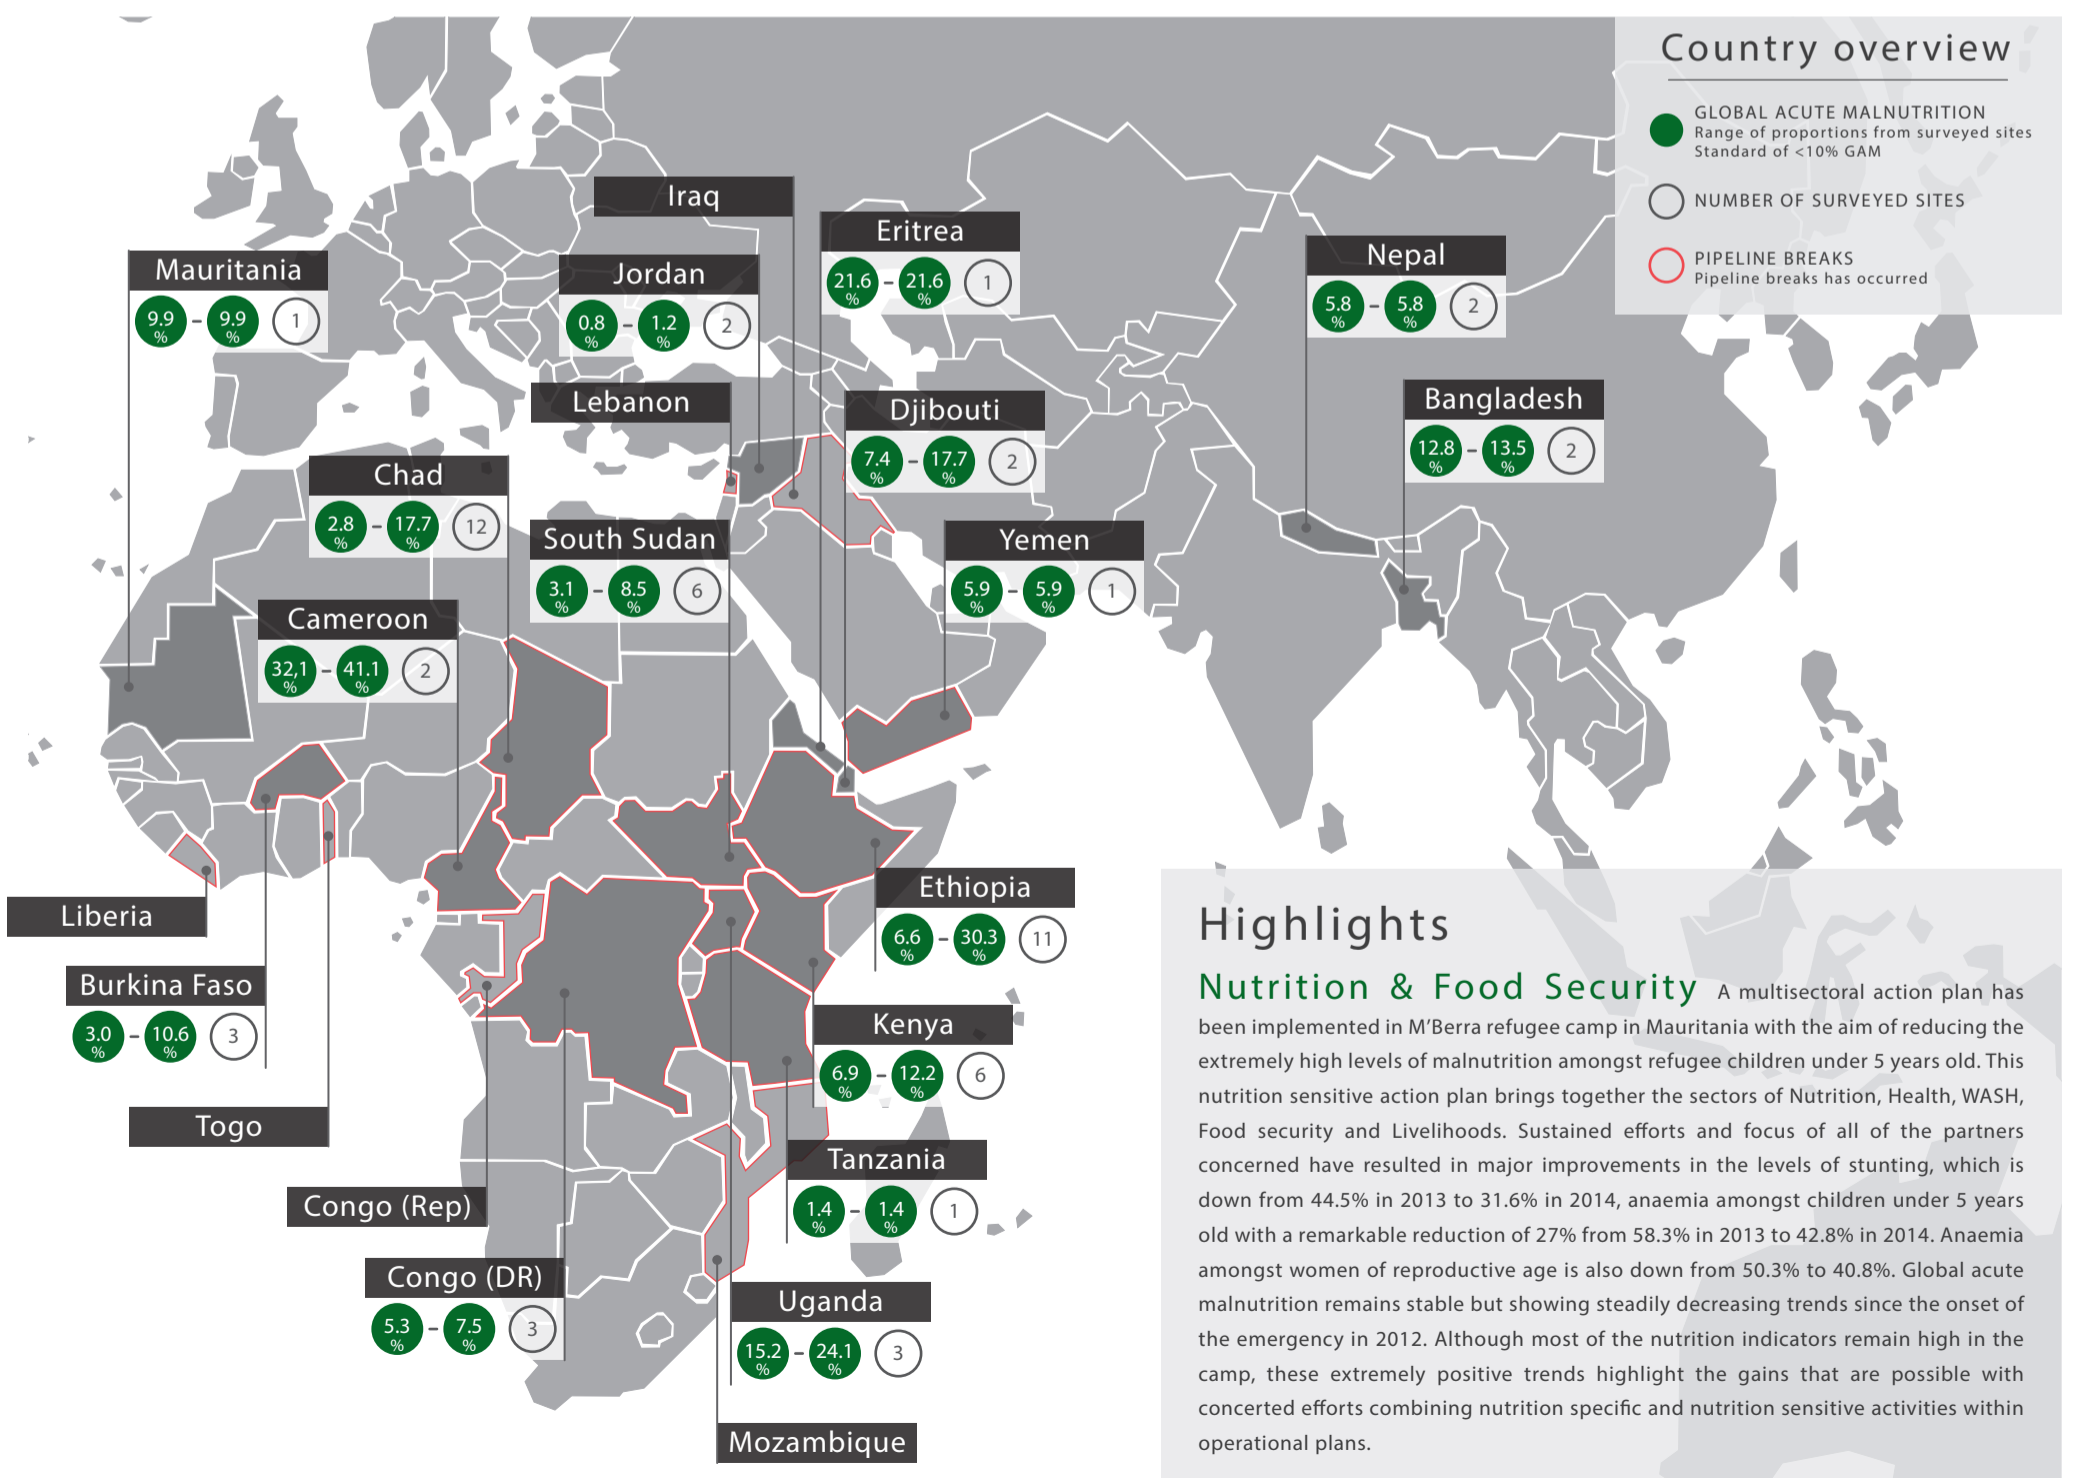 Country overview
GLOBAL ACUTE MALNUTRITION
Range of proportions from surveyed sites
Standard of <10% GAM
NUMBER OF SURVEYED SITES
PIPELINE BREAKS
Pipeline breaks has occurred
Iraq
Eritrea
21.6 % – 21.6 % 1
Nepal
5.8 % – 5.8 % 2
Mauritania
9.9 % – 9.9 % 1
Jordan
0.8 % – 1.2 % 2
Lebanon
Djibouti
7.4 % – 17.7 % 2
Bangladesh
12.8 % – 13.5 % 2
Chad
2.8 % – 17.7 % 12
South Sudan
3.1 % – 8.5 % 6
Yemen
5.9 % – 5.9 % 1
Cameroon
32,1 % – 41.1 % 2
Liberia
Ethiopia
6.6 % – 30.3 % 11
Burkina Faso
3.0 % – 10.6 % 3
Kenya
6.9 % – 12.2 % 6
Togo
Tanzania
1.4 % – 1.4 % 1
Congo (Rep)
Congo (DR)
5.3 % – 7.5 % 3
Uganda
15.2 % – 24.1 % 3
Mozambique
Highlights
Nutrition & Food Security A multisectoral action plan has
been implemented in M’Berra refugee camp in Mauritania with the aim of reducing the
extremely high levels of malnutrition amongst refugee children under 5 years old. This
nutrition sensitive action plan brings together the sectors of Nutrition, Health, WASH,
Food security and Livelihoods. Sustained efforts and focus of all of the partners
concerned have resulted in major improvements in the levels of stunting, which is
down from 44.5% in 2013 to 31.6% in 2014, anaemia amongst children under 5 years
old with a remarkable reduction of 27% from 58.3% in 2013 to 42.8% in 2014. Anaemia
amongst women of reproductive age is also down from 50.3% to 40.8%. Global acute
malnutrition remains stable but showing steadily decreasing trends since the onset of
the emergency in 2012. Although most of the nutrition indicators remain high in the
camp, these extremely positive trends highlight the gains that are possible with
concerted efforts combining nutrition specific and nutrition sensitive activities within
operational plans.